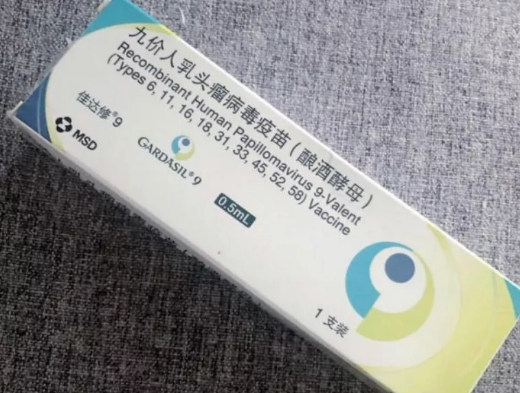 九价人乳头瘤病毒疫苗（酿酒酵母）
Recombinant Human Papillomavirus 9-Valent
(Types 6, 11, 16, 18, 31, 33, 45, 52, 58) Vaccine
佳达修®9
MSD
GARDASIL®9
0.5mL
1支装